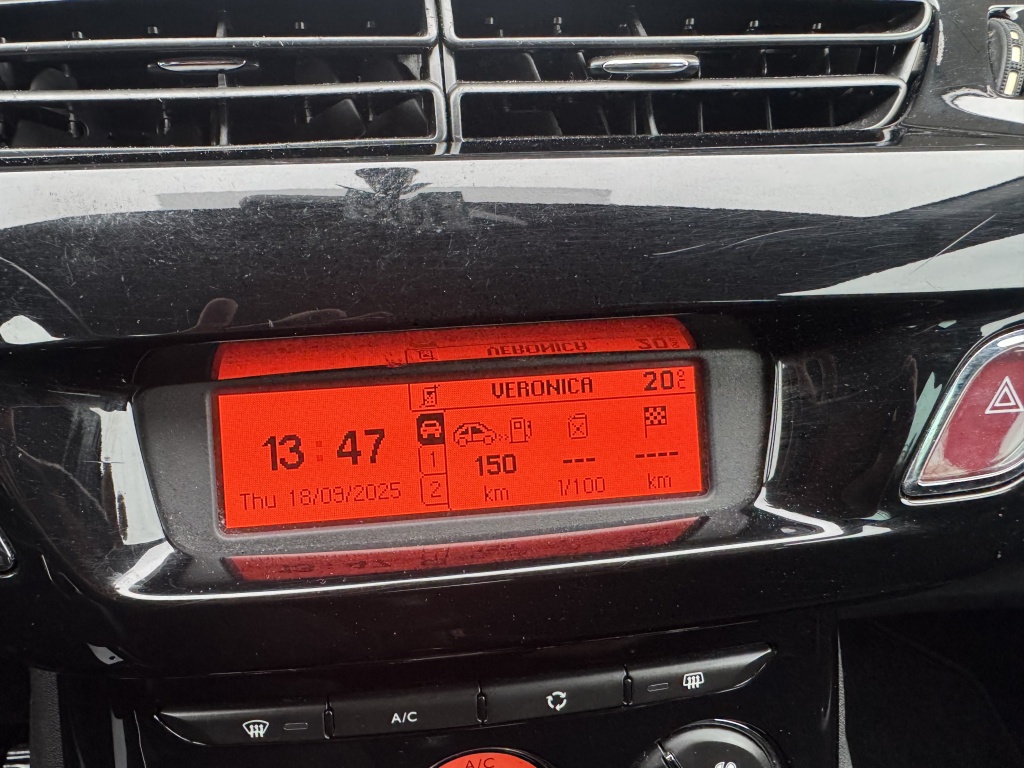 VERONICA 20°C
13:47
150 --- ----
1
Thu 18/09/2025 2 km l/100 km
A/C
A/C